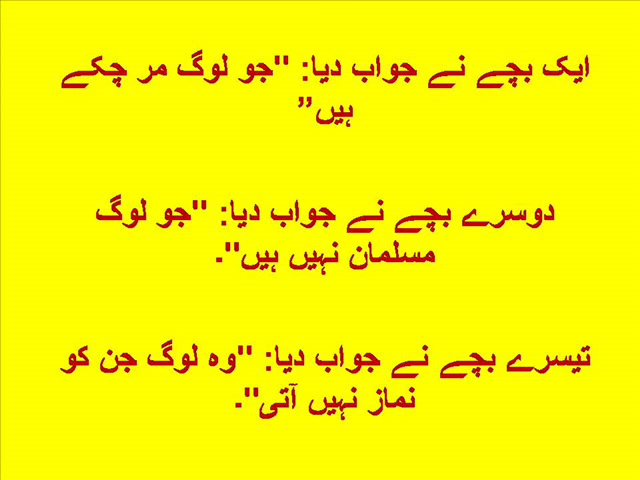 ایک بچے نے جواب دیا: "جو لوگ مر چکے
ہیں”
دوسرے بچے نے جواب دیا: "جو لوگ
مسلمان نہیں ہیں"۔
تیسرے بچے نے جواب دیا: "وہ لوگ جن کو
نماز نہیں آتی"۔